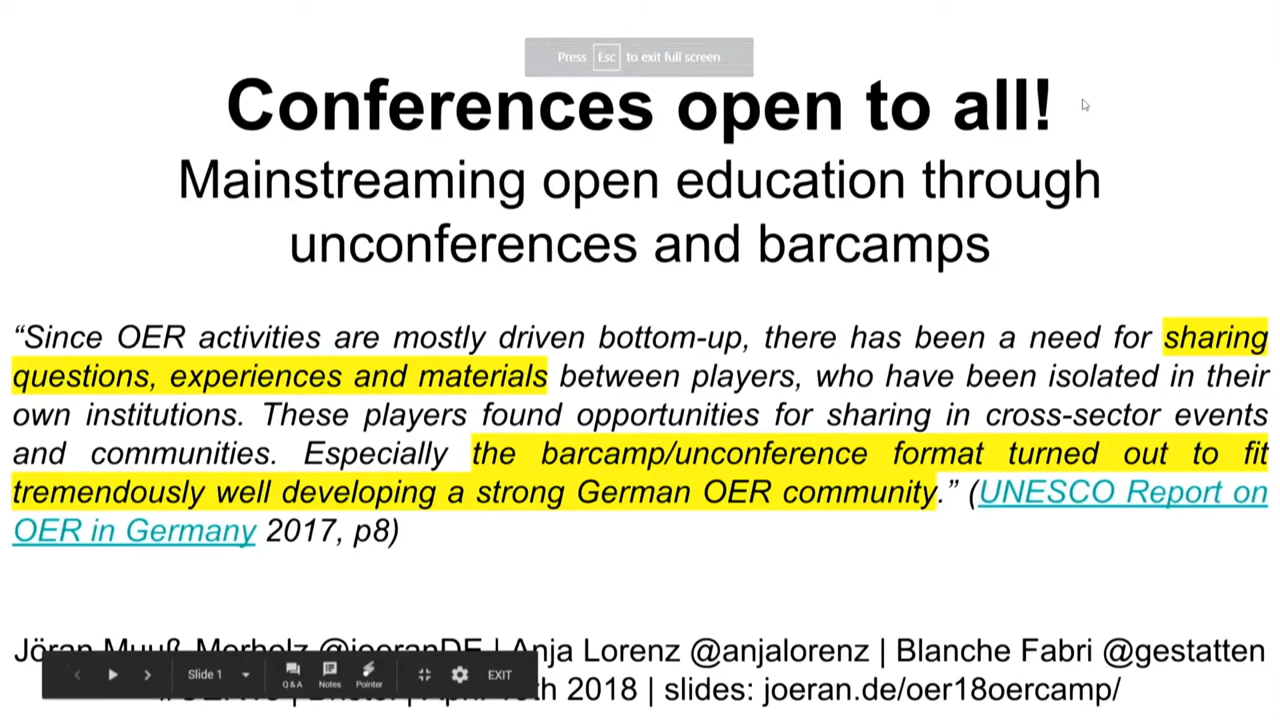 Press Esc to exit full screen
Conferences open to all!
Mainstreaming open education through
unconferences and barcamps
“Since OER activities are mostly driven bottom-up, there has been a need for sharing
questions, experiences and materials between players, who have been isolated in their
own institutions. These players found opportunities for sharing in cross-sector events
and communities. Especially the barcamp/unconference format turned out to fit
tremendously well developing a strong German OER community.” (UNESCO Report on
OER in Germany 2017, p8)
Jöran Muuß-Merholz @joeranDE | Anja Lorenz @anjalorenz | Blanche Fabri @gestatten
2018 | slides: joeran.de/oer18oercamp/
Slide 1
Q&A Notes Pointer
EXIT